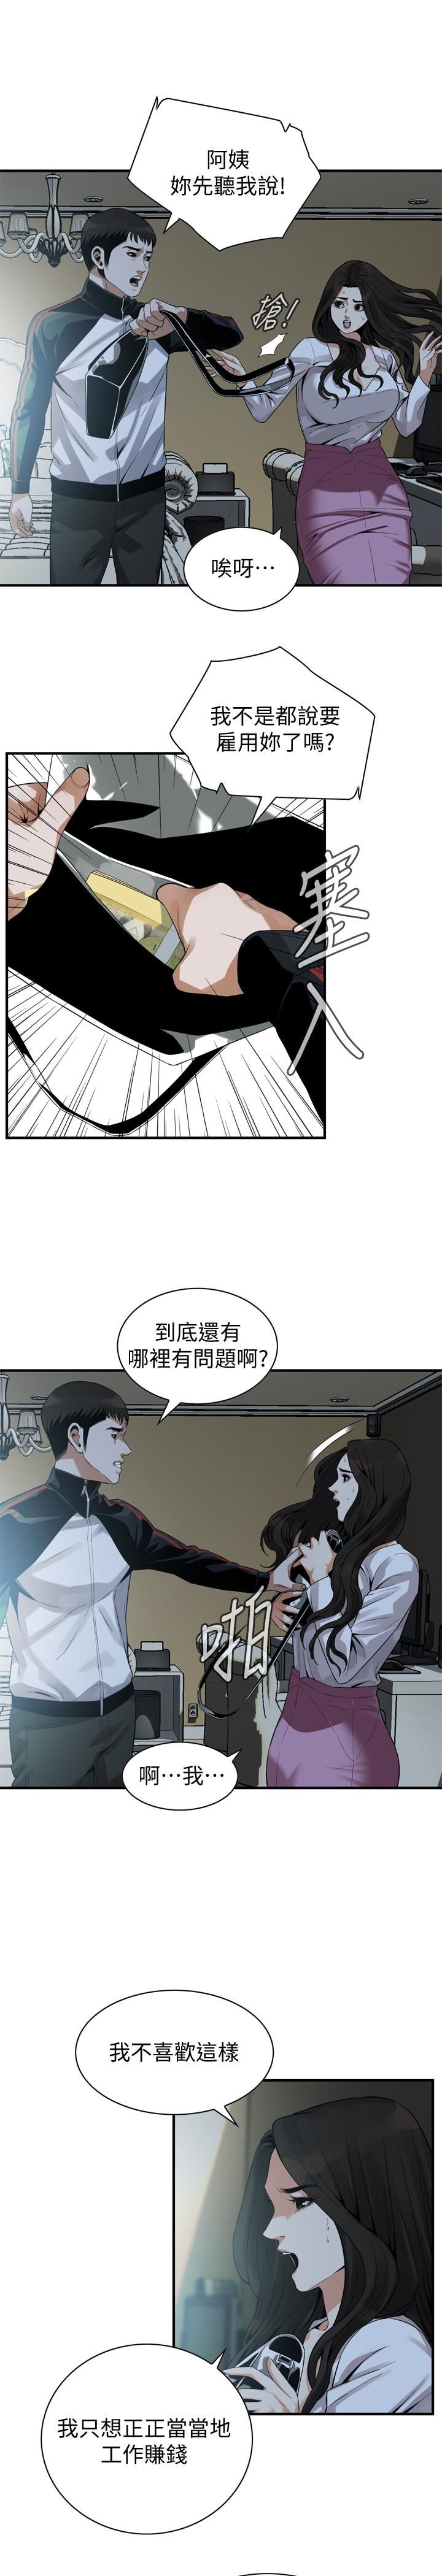 阿姨
妳先聽我說!
搶!
唉呀⋯
我不是都說要
雇用妳了嗎?
塞
入
到底還有
哪裡有問題啊?
啪
啊⋯我⋯
我不喜歡這樣
我只想正正當當地
工作賺錢